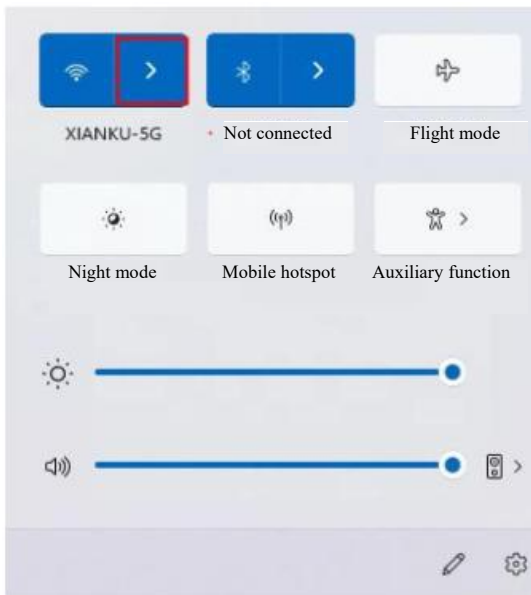 XIANKU-5G
Not connected
Flight mode
Night mode
Mobile hotspot
Auxiliary function